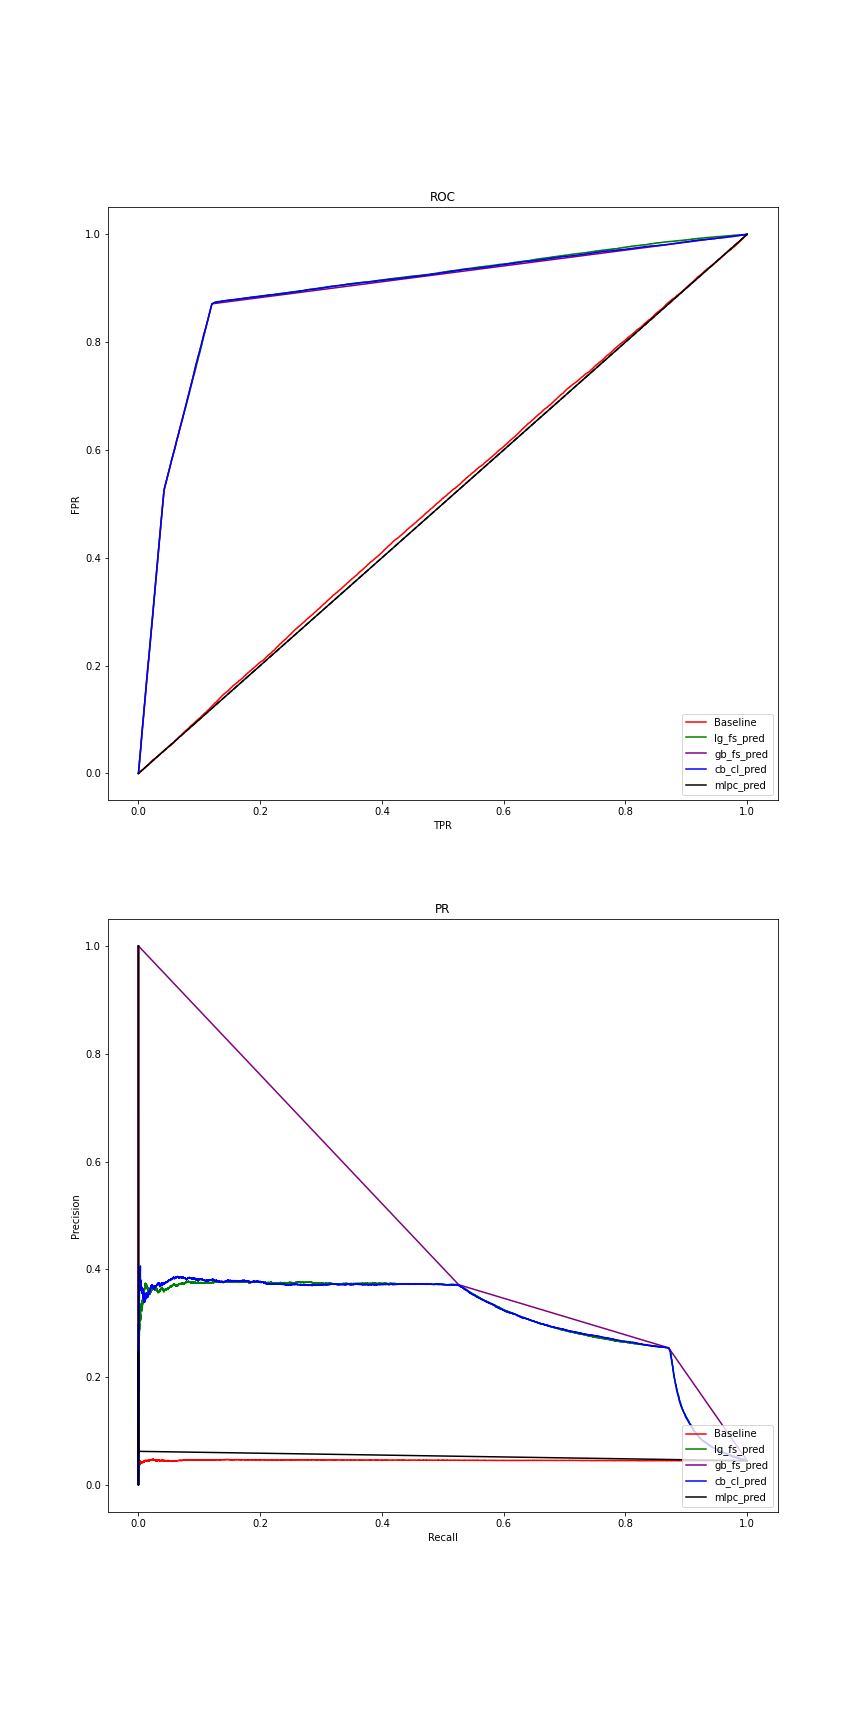 ROC
1.0
0.8
0.6
0.4
0.2
0.0
FPR
0.0 0.2 0.4 0.6 0.8 1.0
TPR
Baseline
lg_fs_pred
gb_fs_pred
cb_cl_pred
mlpc_pred
PR
1.0
0.8
0.6
0.4
0.2
0.0
Precision
0.0 0.2 0.4 0.6 0.8 1.0
Recall
Baseline
lg_fs_pred
gb_fs_pred
cb_cl_pred
mlpc_pred